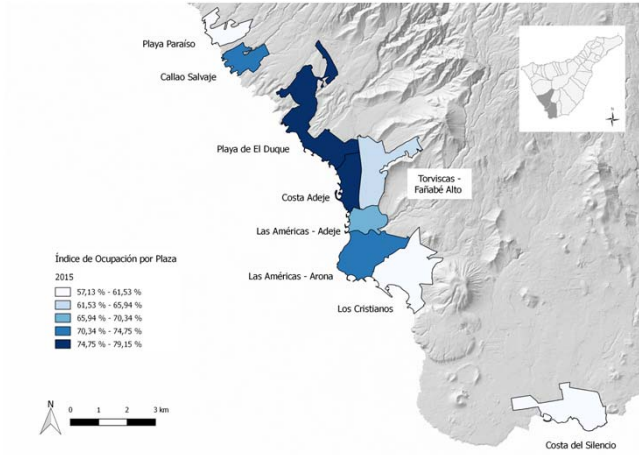 Playa Paraíso
Callao Salvaje
Playa de El Duque
Torviscas -
Fañabé Alto
Costa Adeje
Las Américas - Adeje
Las Américas - Arona
Los Cristianos
Costa del Silencio
Índice de Ocupación por Plaza
2015
57,13 % - 61,53 %
61,53 % - 65,94 %
65,94 % - 70,34 %
70,34 % - 74,75 %
74,75 % - 79,15 %
0 1 2 3 km